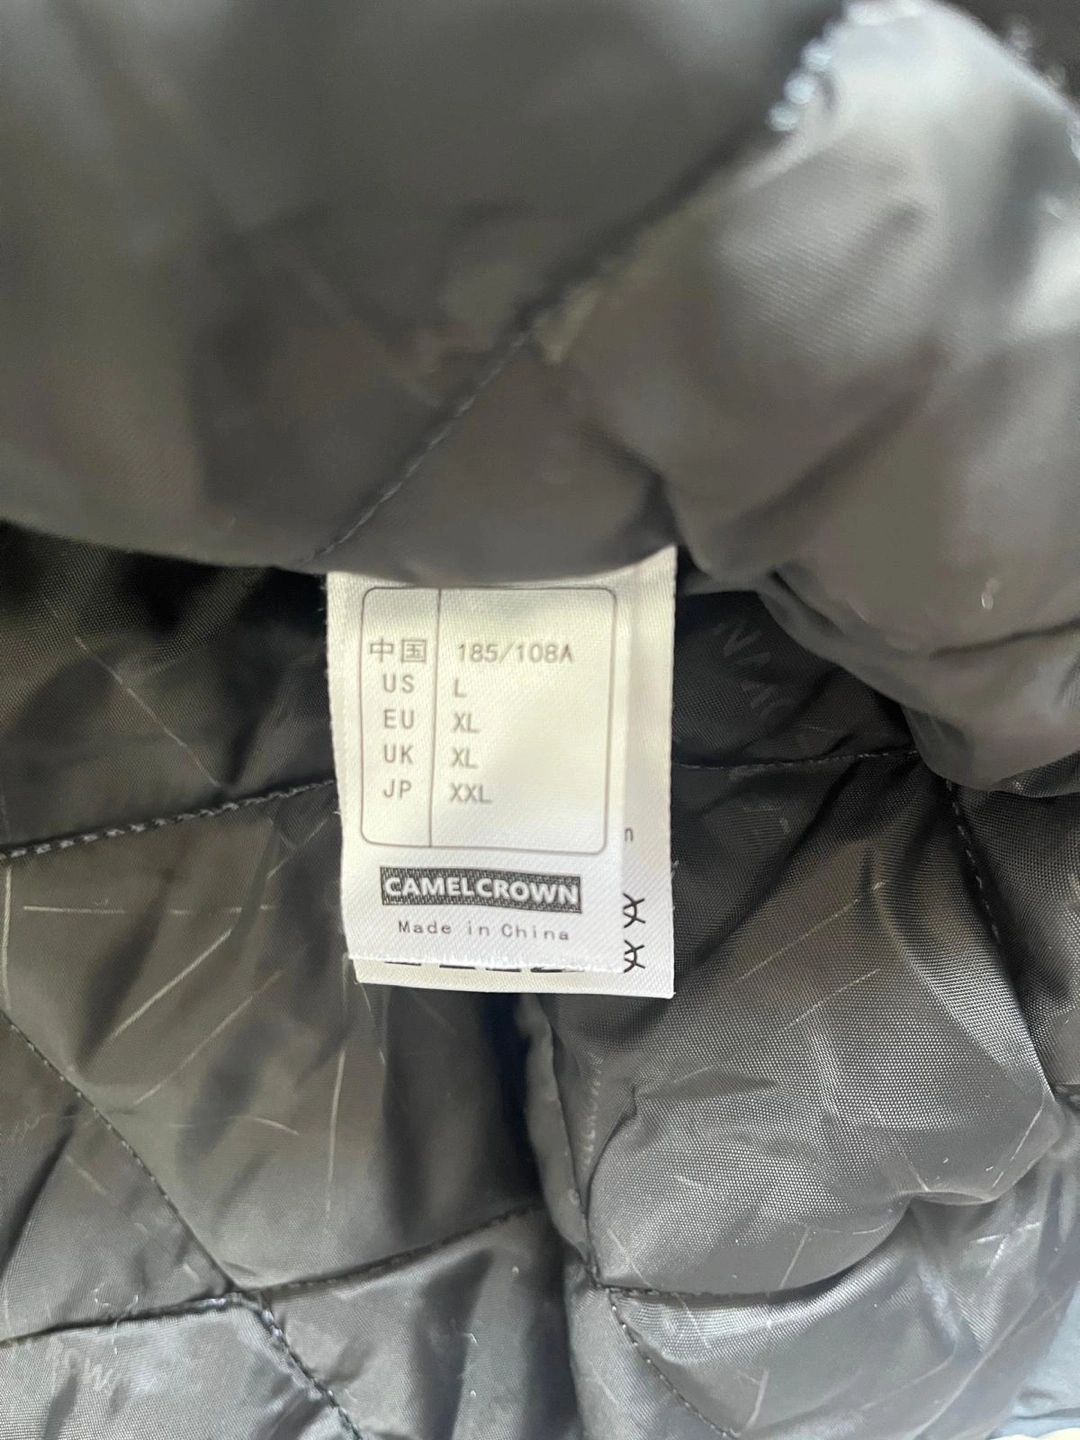 中国 185/108A
US L
EU XL
UK XL
JP XXL
CAMELCROWN
Made in China
n